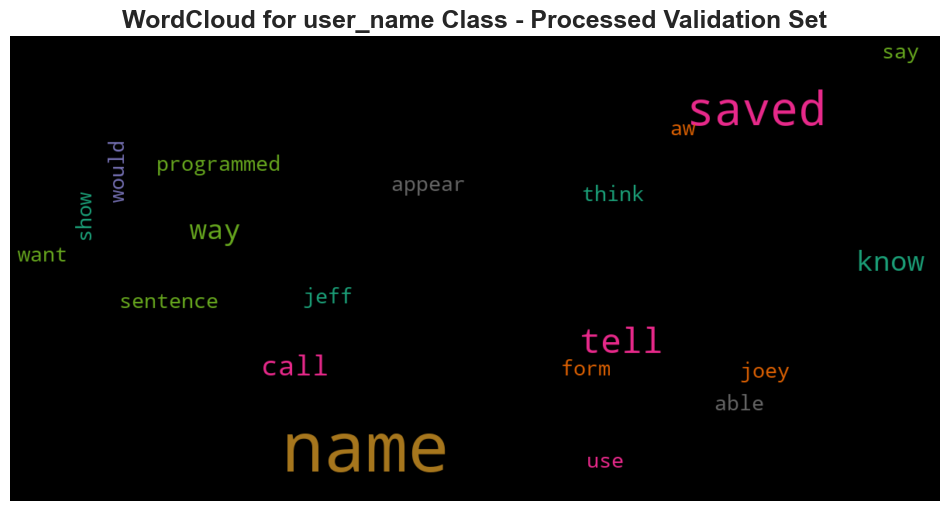 WordCloud for user_name Class - Processed Validation Set
say
saved
aw
would
programmed
appear
think
show
way
want
know
sentence
jeff
tell
call
form
joey
able
name
use